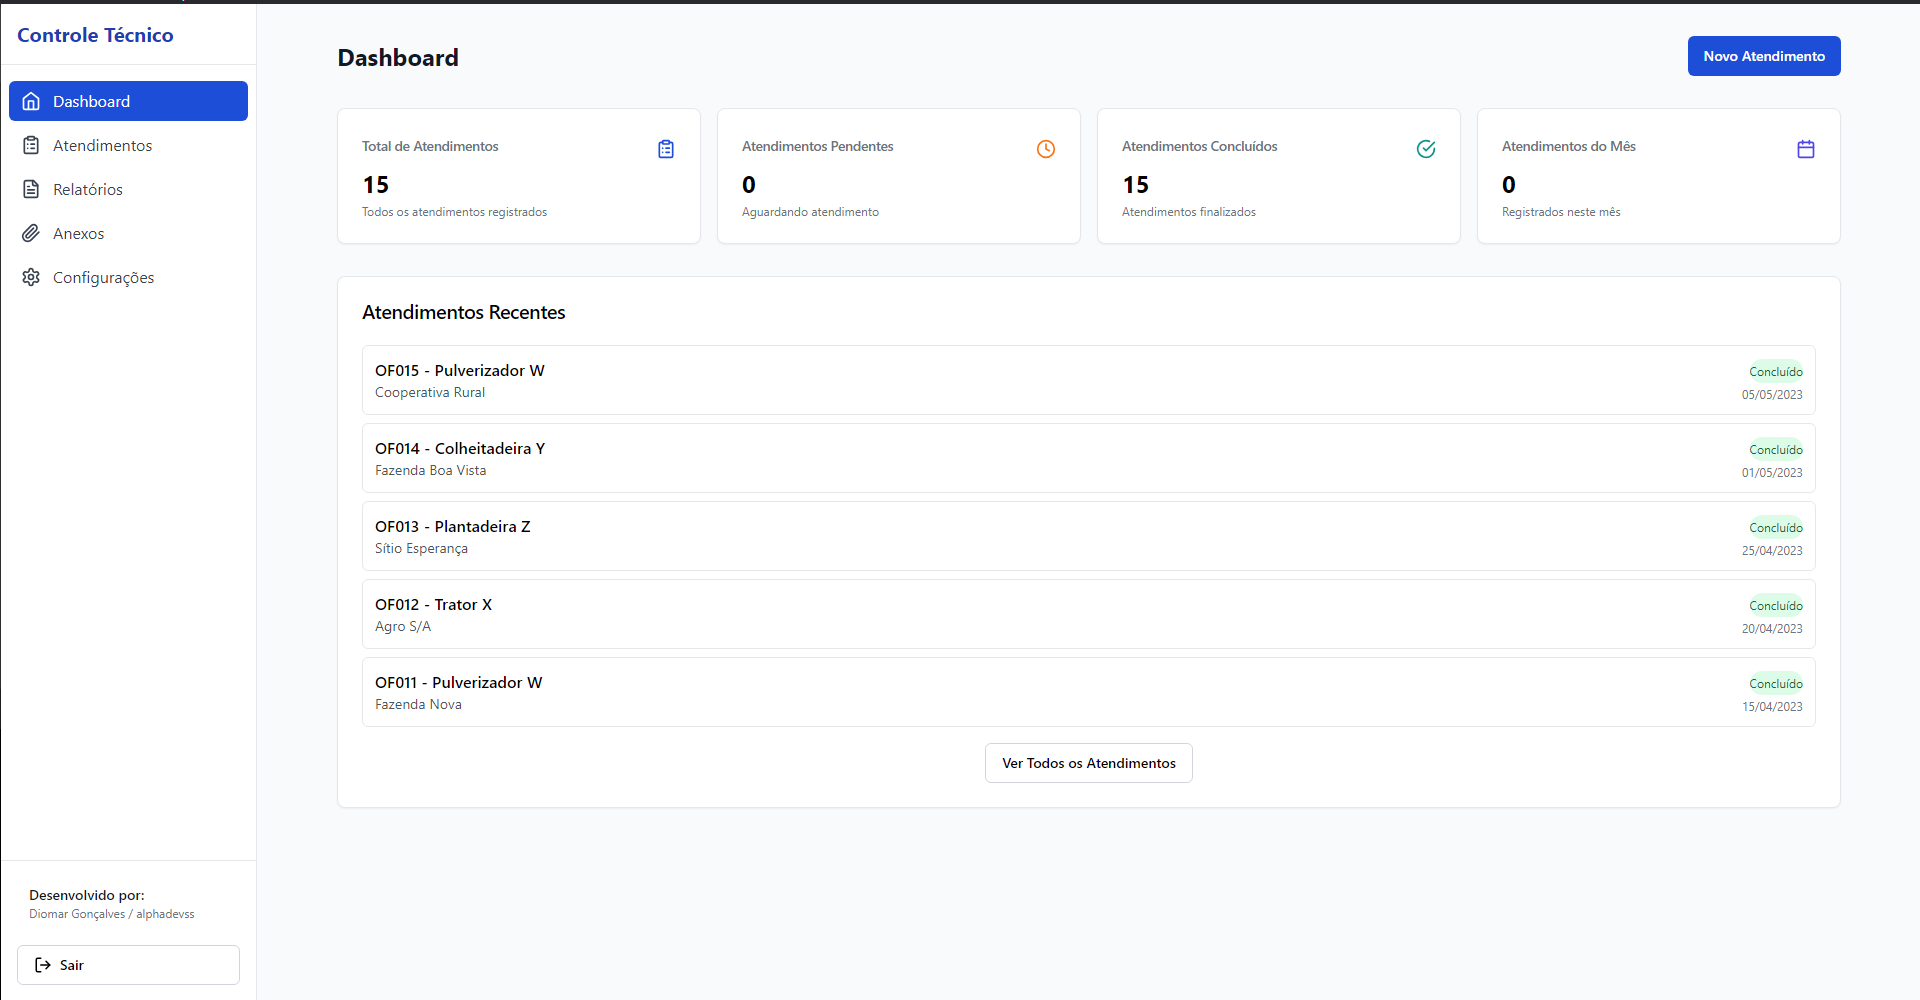 Controle Técnico
Dashboard
Atendimentos
Relatórios
Anexos
Configurações
Desenvolvido por:
Diomar Gonçalves / alphadevss
Sair
Dashboard
Novo Atendimento
Total de Atendimentos
15
Todos os atendimentos registrados
Atendimentos Pendentes
0
Aguardando atendimento
Atendimentos Concluídos
15
Atendimentos finalizados
Atendimentos do Mês
0
Registrados neste mês
Atendimentos Recentes
OF015 - Pulverizador W
Cooperativa Rural
Concluído
05/05/2023
OF014 - Colheitadeira Y
Fazenda Boa Vista
Concluído
01/05/2023
OF013 - Plantadeira Z
Sítio Esperança
Concluído
25/04/2023
OF012 - Trator X
Agro S/A
Concluído
20/04/2023
OF011 - Pulverizador W
Fazenda Nova
Concluído
15/04/2023
Ver Todos os Atendimentos